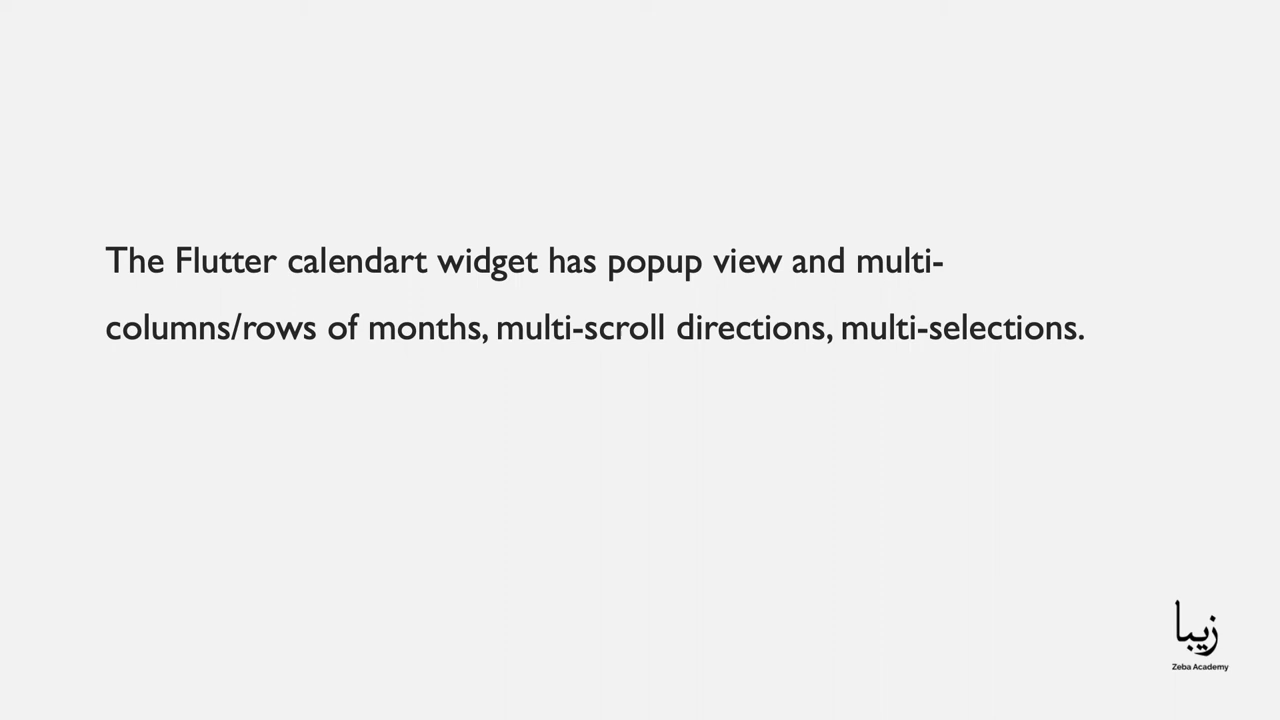 The Flutter calendart widget has popup view and multi-
columns/rows of months, multi-scroll directions, multi-selections.
زيبا
Zeba Academy